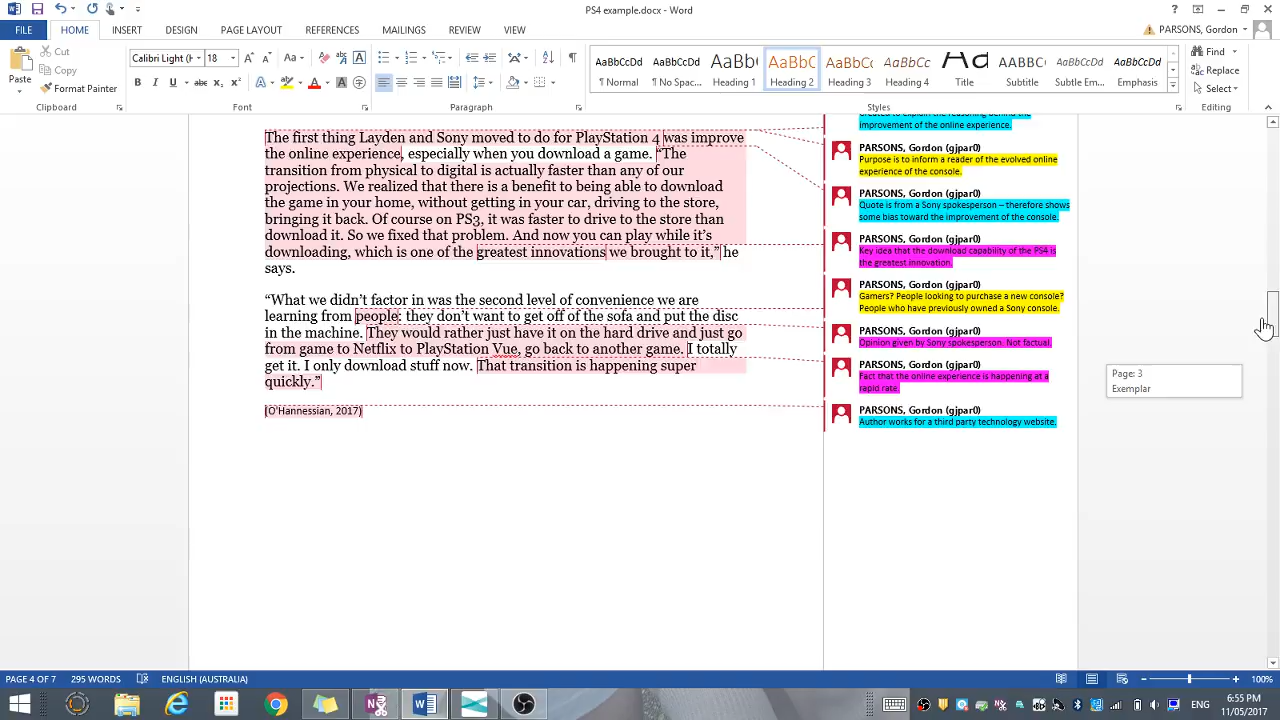 PS4 example.docx - Word
FILE HOME INSERT DESIGN PAGE LAYOUT REFERENCES MAILINGS REVIEW VIEW PARSONS, Gordon
Paste
Cut
Copy
Format Painter
Calibri Light (H 18
AaBbCcDd AaBbCcDd AaBb( AaBbC AaBbCc AaBbCc Aa AABBC AaBbCcDd AaBbCcDd
¶ Normal ¶ No Spac... Heading 1 Heading 2 Heading 3 Heading 4 Title Subtitle Subtle Em... Emphasis
Find
Replace
Select
Clipboard Font Paragraph Styles Editing
The first thing Layden and Sony moved to do for PlayStation 4 was improve
the online experience, especially when you download a game. “The
transition from physical to digital is actually faster than any of our
projections. We realized that there is a benefit to being able to download
the game in your home, without getting in your car, driving to the store,
bringing it back. Of course on PS3, it was faster to drive to the store than
download it. So we fixed that problem. And now you can play while it’s
downloading, which is one of the greatest innovations we brought to it,” he
says.
“What we didn’t factor in was the second level of convenience we are
learning from people: they don’t want to get off of the sofa and put the disc
in the machine. They would rather just have it on the hard drive and just go
from game to Netflix to PlayStation Vue, go back to another game. I totally
get it. I only download stuff now. That transition is happening super
quickly.”
(O'Hannessian, 2017)
created to explain the reasoning behind the
improvement of the online experience.
PARSONS, Gordon (gjpar0)
Purpose is to inform a reader of the evolved online
experience of the console.
PARSONS, Gordon (gjpar0)
Quote is from a Sony spokesperson – therefore shows
some bias toward the improvement of the console.
PARSONS, Gordon (gjpar0)
Key idea that the download capability of the PS4 is
the greatest innovation.
PARSONS, Gordon (gjpar0)
Gamers? People looking to purchase a new console?
People who have previously owned a Sony console.
PARSONS, Gordon (gjpar0)
Opinion given by Sony spokesperson. Not factual.
PARSONS, Gordon (gjpar0)
Fact that the online experience is happening at a
rapid rate.
PARSONS, Gordon (gjpar0)
Author works for a third party technology website.
Page: 3
Exemplar
PAGE 4 OF 7 295 WORDS ENGLISH (AUSTRALIA) 100%
ENG
6:55 PM
11/05/2017